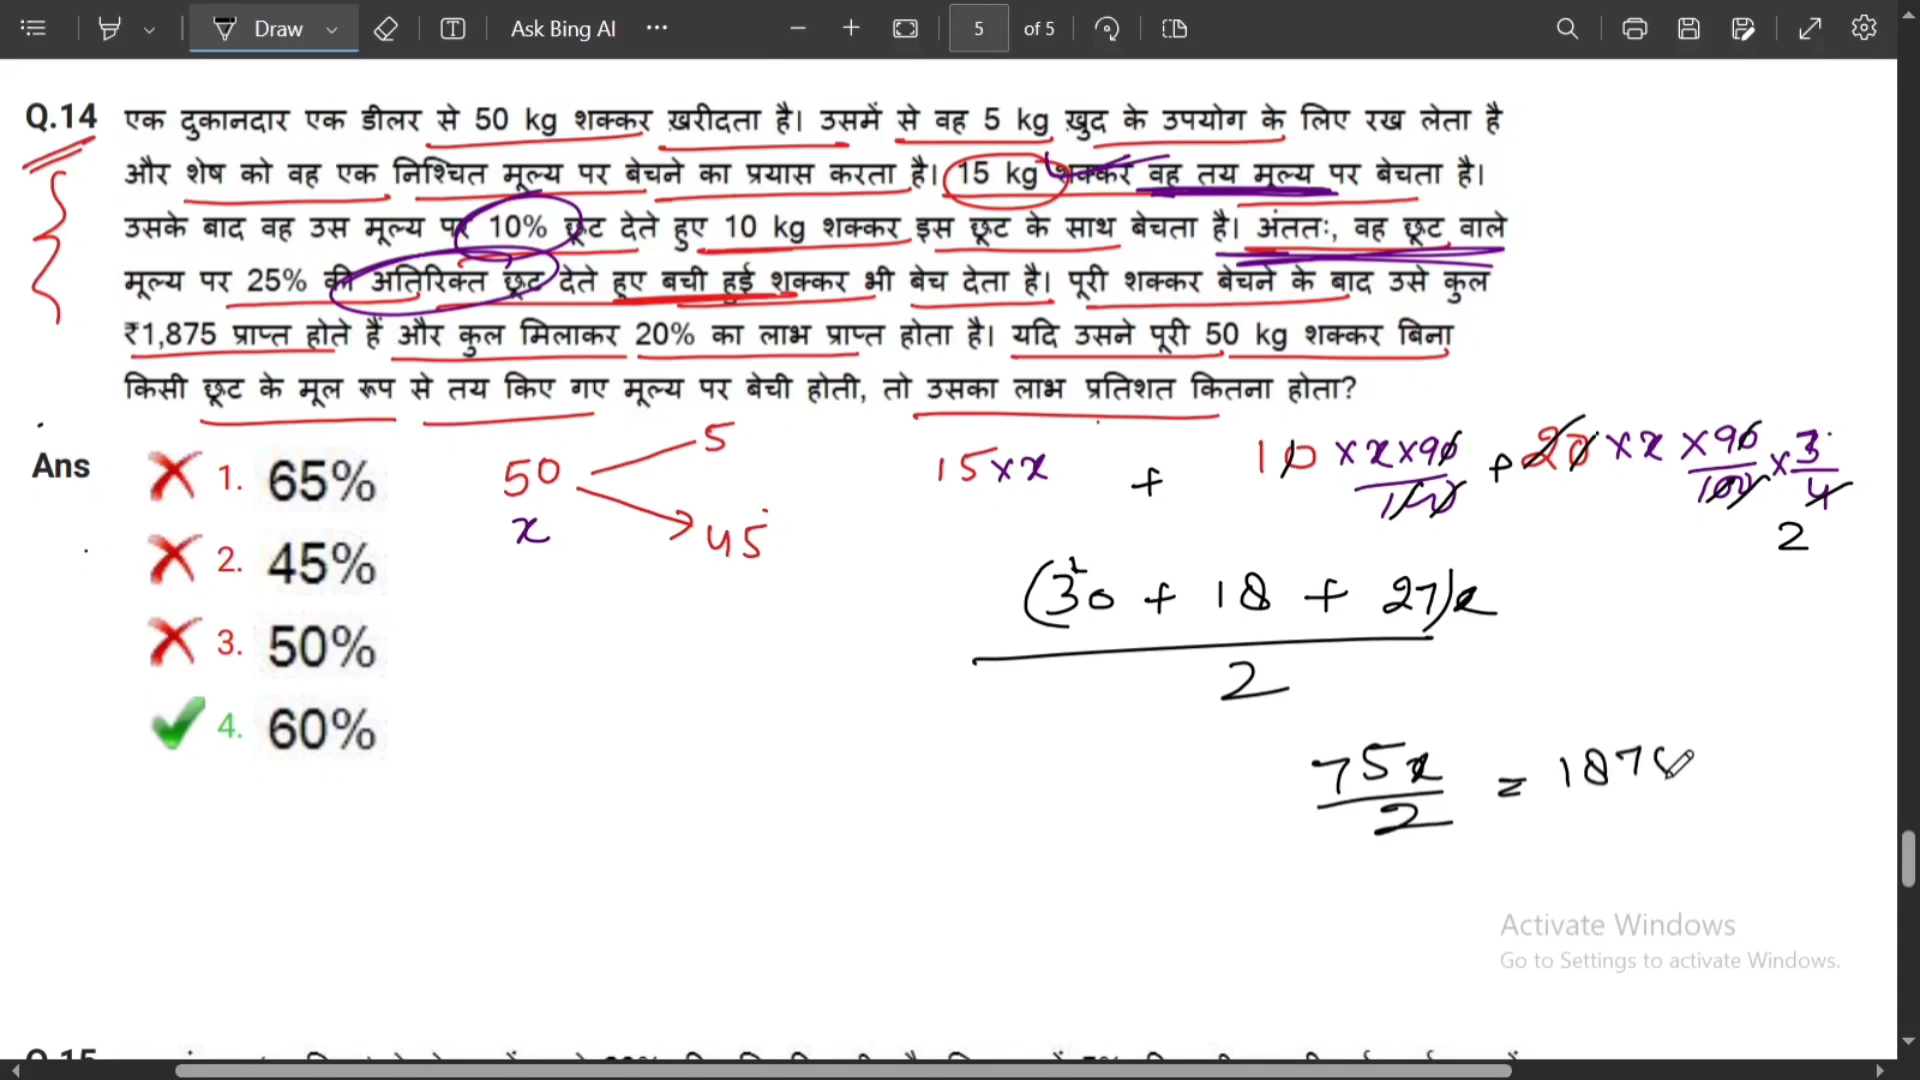 Draw
Ask Bing AI
5 of 5
Q.14 एक दुकानदार एक डीलर से 50 kg शक्कर ख़रीदता है। उसमें से वह 5 kg ख़ुद के उपयोग के लिए रख लेता है
और शेष को वह एक निश्चित मूल्य पर बेचने का प्रयास करता है। 15 kg शक्कर वह तय मूल्य पर बेचता है।
उसके बाद वह उस मूल्य पर 10% छूट देते हुए 10 kg शक्कर इस छूट के साथ बेचता है। अंततः, वह छूट वाले
मूल्य पर 25% की अतिरिक्त छूट देते हुए बची हुई शक्कर भी बेच देता है। पूरी शक्कर बेचने के बाद उसे कुल
₹1,875 प्राप्त होते हैं और कुल मिलाकर 20% का लाभ प्राप्त होता है। यदि उसने पूरी 50 kg शक्कर बिना
किसी छूट के मूल रूप से तय किए गए मूल्य पर बेची होती, तो उसका लाभ प्रतिशत कितना होता?
Ans
1. 65%
2. 45%
3. 50%
4. 60%
50 5
x 45
15×x + 10×x×90/100 + 20×x×90/100×3/4
2
(30 + 18 + 27)x
2
75x/2 = 187
Activate Windows
Go to Settings to activate Windows.
Q.15